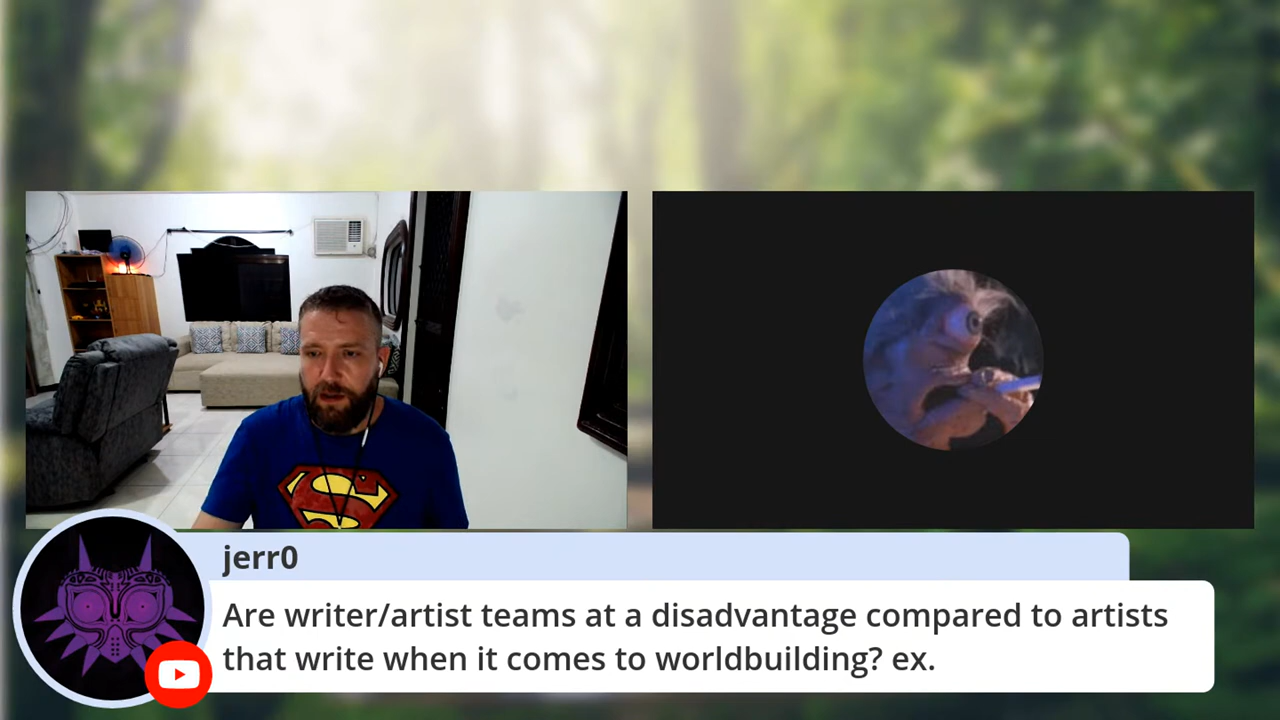 jerr0
Are writer/artist teams at a disadvantage compared to artists
that write when it comes to worldbuilding? ex.